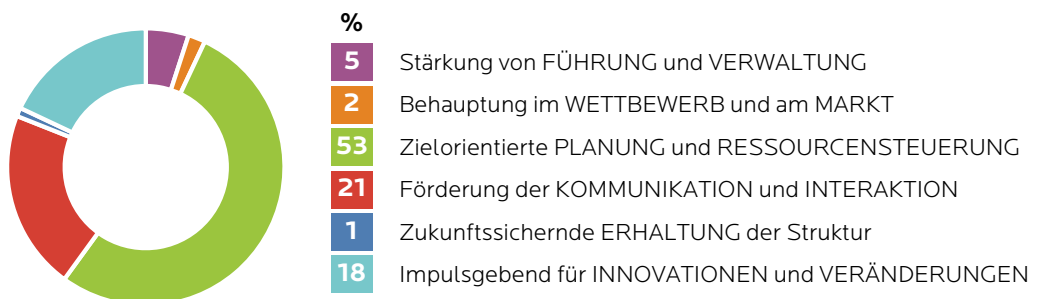 %
5 Stärkung von FÜHRUNG und VERWALTUNG
2 Behauptung im WETTBEWERB und am MARKT
53 Zielorientierte PLANUNG und RESSOURCENSTEUERUNG
21 Förderung der KOMMUNIKATION und INTERAKTION
1 Zukunftssichernde ERHALTUNG der Struktur
18 Impulsgebend für INNOVATIONEN und VERÄNDERUNGEN